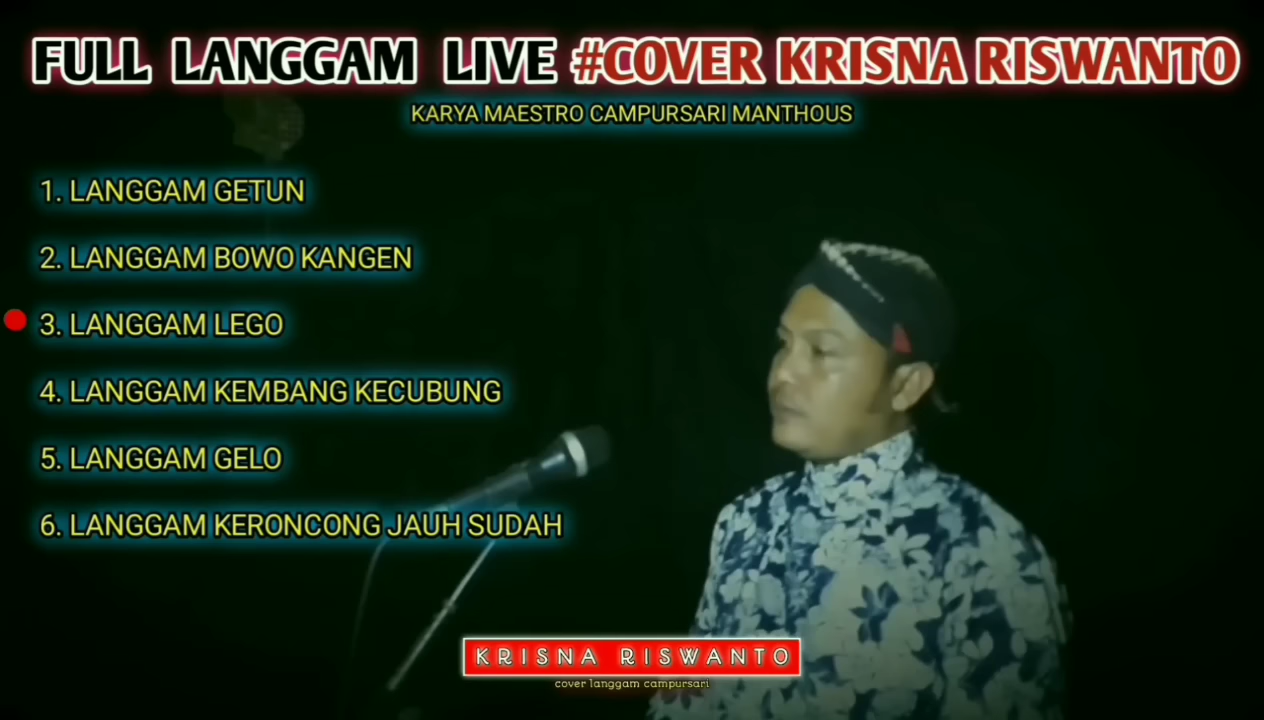 FULL LANGGAM LIVE #COVER KRISNA RISWANTO
KARYA MAESTRO CAMPURSARI MANTHOUS
1. LANGGAM GETUN
2. LANGGAM BOWO KANGEN
3. LANGGAM LEGO
4. LANGGAM KEMBANG KECUBUNG
5. LANGGAM GELO
6. LANGGAM KERONCONG JAUH SUDAH
KRISNA RISWANTO
cover langgam campursari